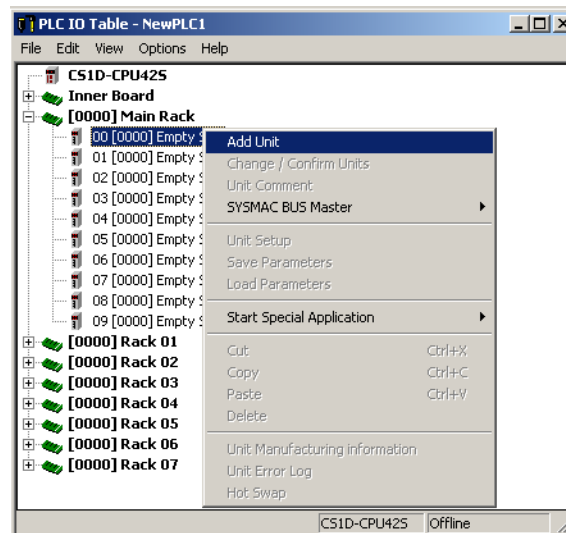 PLC IO Table - NewPLC1
File Edit View Options Help
CS1D-CPU42S
Inner Board
[0000] Main Rack
00 [0000] Empty S
01 [0000] Empty S
02 [0000] Empty S
03 [0000] Empty S
04 [0000] Empty S
05 [0000] Empty S
06 [0000] Empty S
07 [0000] Empty S
08 [0000] Empty S
09 [0000] Empty S
[0000] Rack 01
[0000] Rack 02
[0000] Rack 03
[0000] Rack 04
[0000] Rack 05
[0000] Rack 06
[0000] Rack 07
Add Unit
Change / Confirm Units
Unit Comment
SYSMAC BUS Master
Unit Setup
Save Parameters
Load Parameters
Start Special Application
Cut Ctrl+X
Copy Ctrl+C
Paste Ctrl+V
Delete
Unit Manufacturing information
Unit Error Log
Hot Swap
CS1D-CPU42S Offline